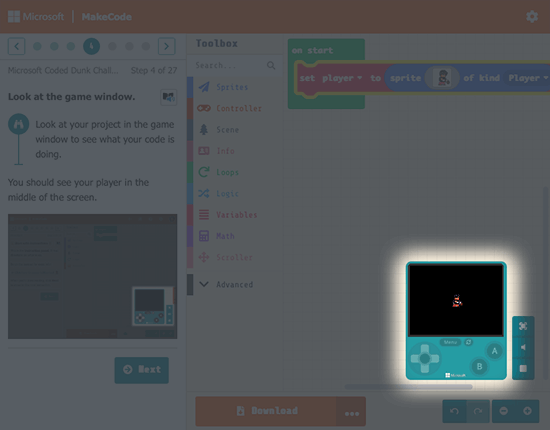 Microsoft
MakeCode
4
Microsoft Coded Dunk Chall...
Step 4 of 27
Look at the game window.
Look at your project in the game
window to see what your code is
doing.
You should see your player in the
middle of the screen.
Next
Toolbox
Search...
Sprites
Controller
Scene
Info
Loops
Logic
Variables
Math
Scroller
Advanced
on start
set player to sprite of kind Player
Menu
A
B
Microsoft
Download
...